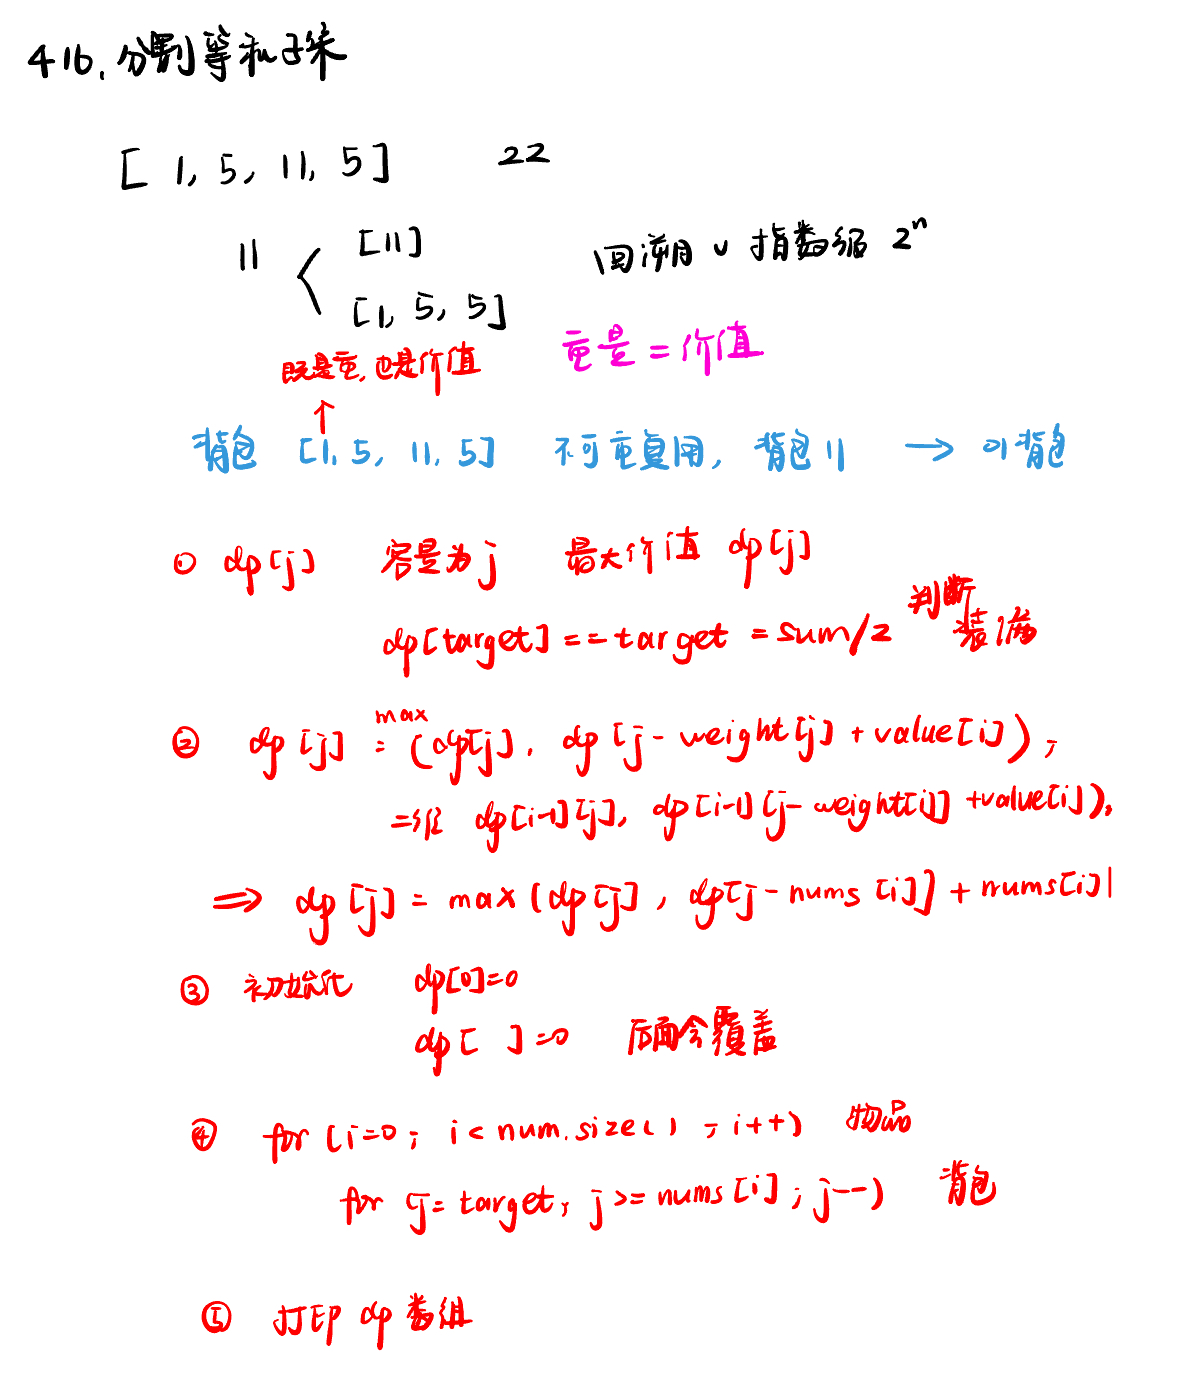 416. 分割等和子集
[ 1, 5, 11, 5 ] 22
11 < [11]
[1, 5, 5]
回溯 ∨ 指数级 2^n
既是重, 也是价值
重量 = 价值
↑
背包 [1, 5, 11, 5] 不可重复用, 背包 11 → 01背包
① dp[j] 容量为 j 最大价值 dp[j]
dp[target] == target = sum/2 判断装满
② dp[j] = max (dp[j], dp[j - weight[j] + value[i]);
=维 dp[i-1][j], dp[i-1][j - weight[i]] + value[i]),
⇒ dp[j] = max (dp[j], dp[j - nums[i]] + nums[i])
③ 初始化 dp[0]=0
dp[ ]=0 后面会覆盖
④ for (i=0; i< num.size( ) ; i++) 物品
for (j= target; j >= nums[i]; j--) 背包
⑤ 打印 dp 数组